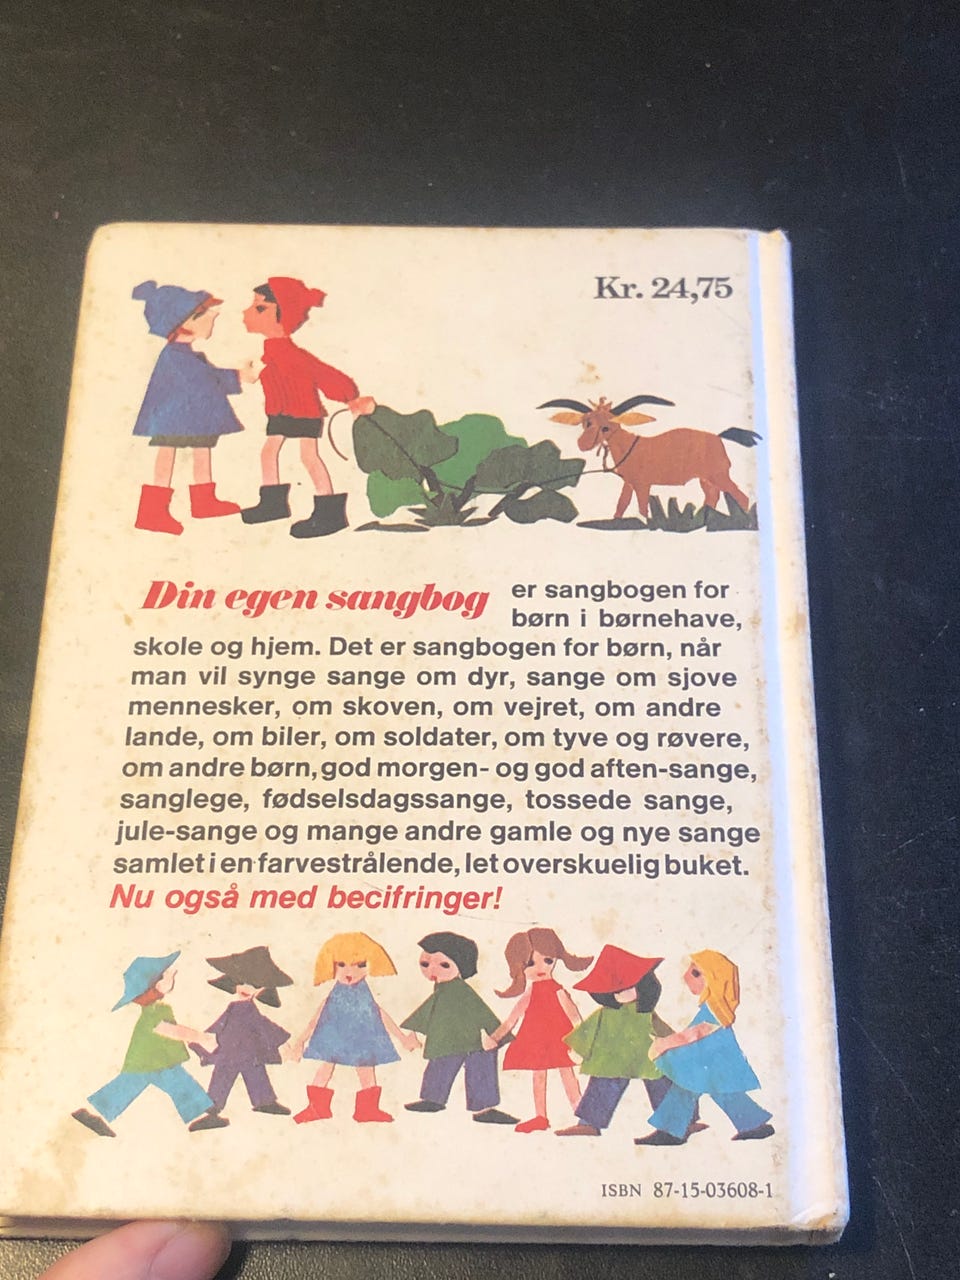 Kr. 24,75
Din egen sangbog er sangbogen for
børn i børnehave,
skole og hjem. Det er sangbogen for børn, når
man vil synge sange om dyr, sange om sjove
mennesker, om skoven, om vejret, om andre
lande, om biler, om soldater, om tyve og røvere,
om andre børn, god morgen- og god aften-sange,
sanglege, fødselsdagssange, tossede sange,
jule-sange og mange andre gamle og nye sange
samlet i en farvestrålende, let overskuelig buket.
Nu også med becifringer!
ISBN 87-15-03608-1